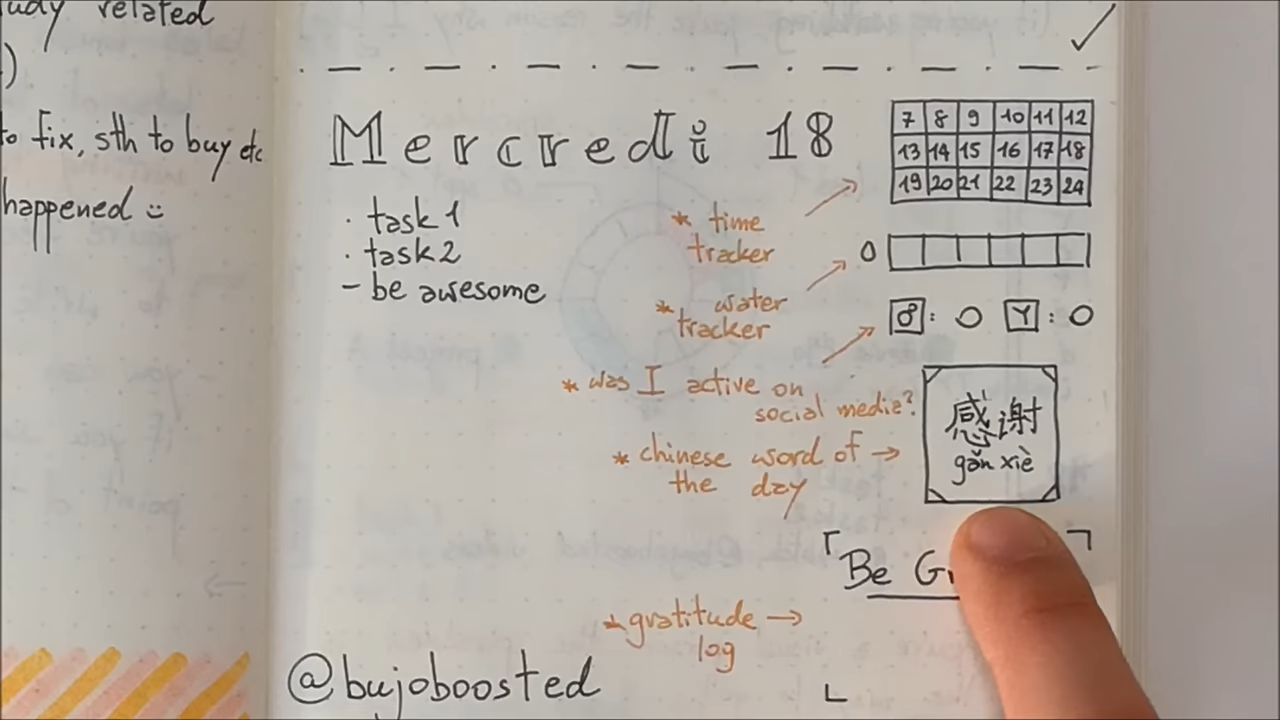 related
)
to fix, sth to buy etc
happened
Mercredi 18
· task 1
· task 2
- be awesome
7 8 9 10 11 12
13 14 15 16 17 18
19 20 21 22 23 24
* time
tracker
0
* water
tracker
* was I active on
social media?
* chinese word of
the day
感谢
gǎn xiè
Be
* gratitude
log
@bujoboosted